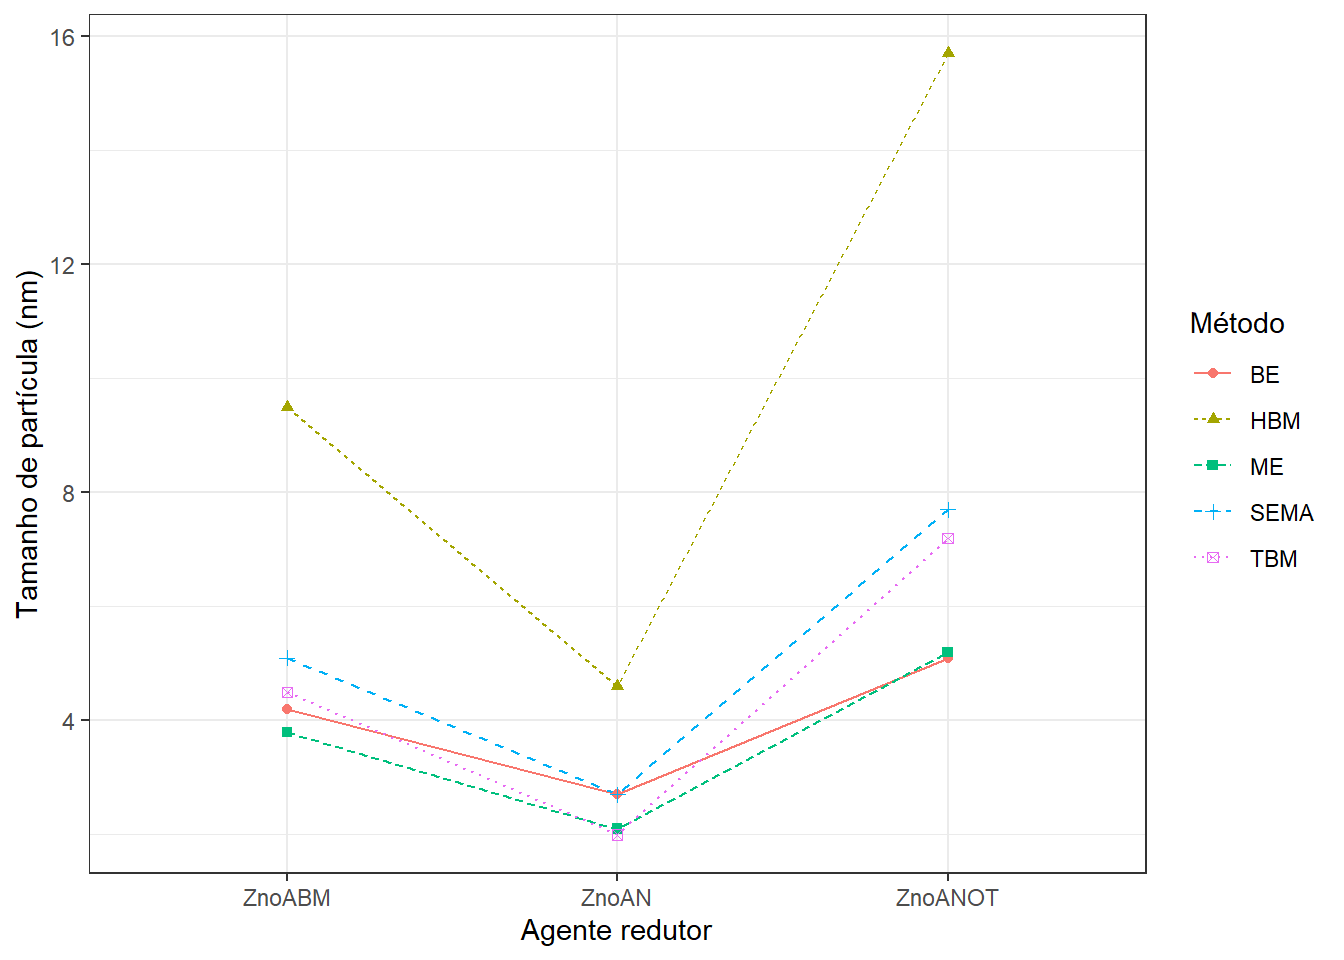 16
12
8
4
Tamanho de partícula (nm)
ZnoABM
ZnoAN
ZnoANOT
Agente redutor
Método
BE
HBM
ME
SEMA
TBM